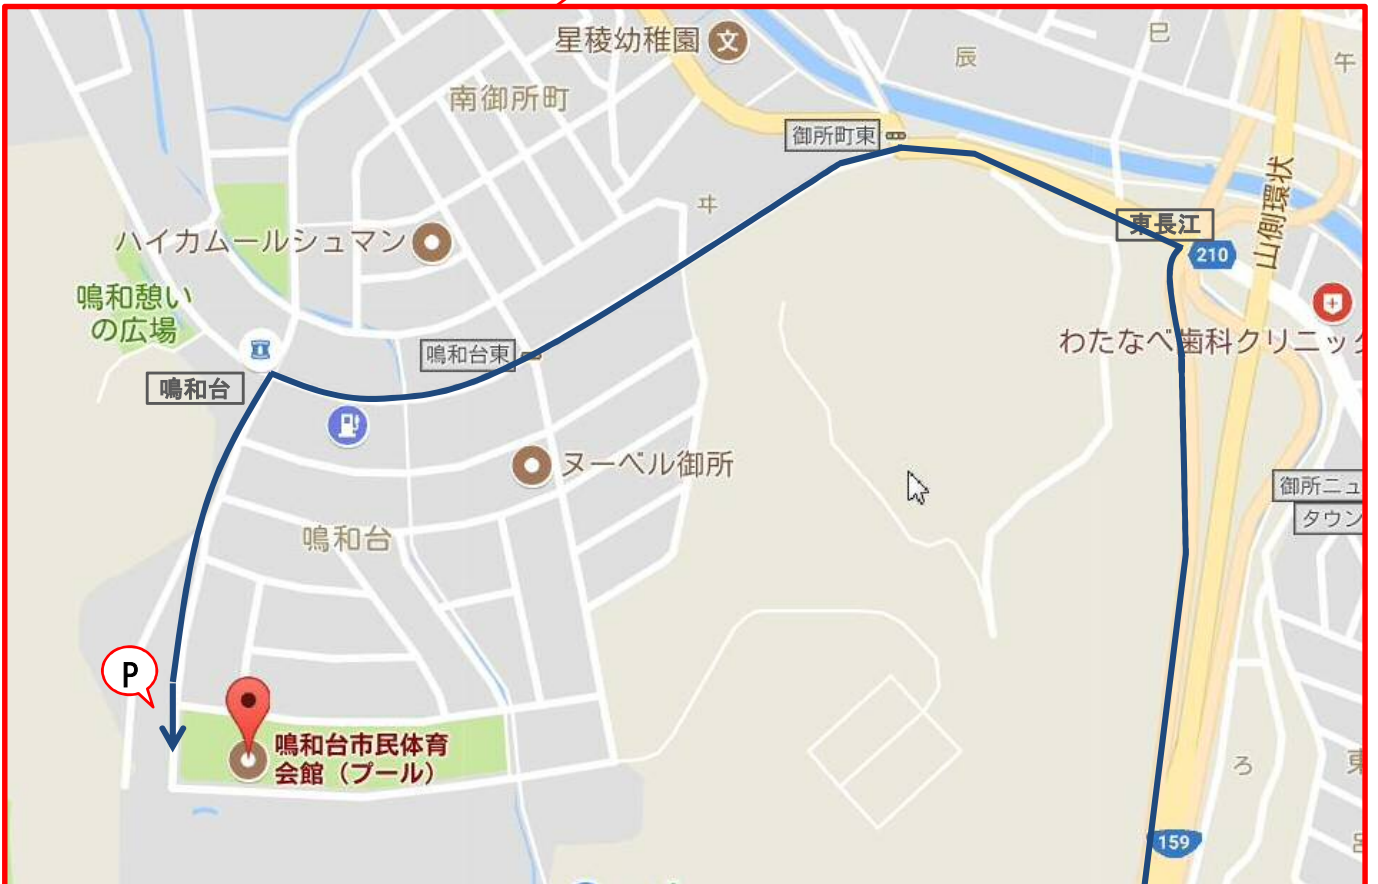 星稜幼稚園
文
巳
辰
午
南御所町
御所町東
山側環状
ヰ
東長江
210
ハイカムールシュマン
鳴和憩い
の広場
わたなべ歯科クリニック
鳴和台東
鳴和台
ヌーベル御所
御所ニュ
タウン
鳴和台
P
鳴和台市民体育
会館（プール）
ろ
東
159